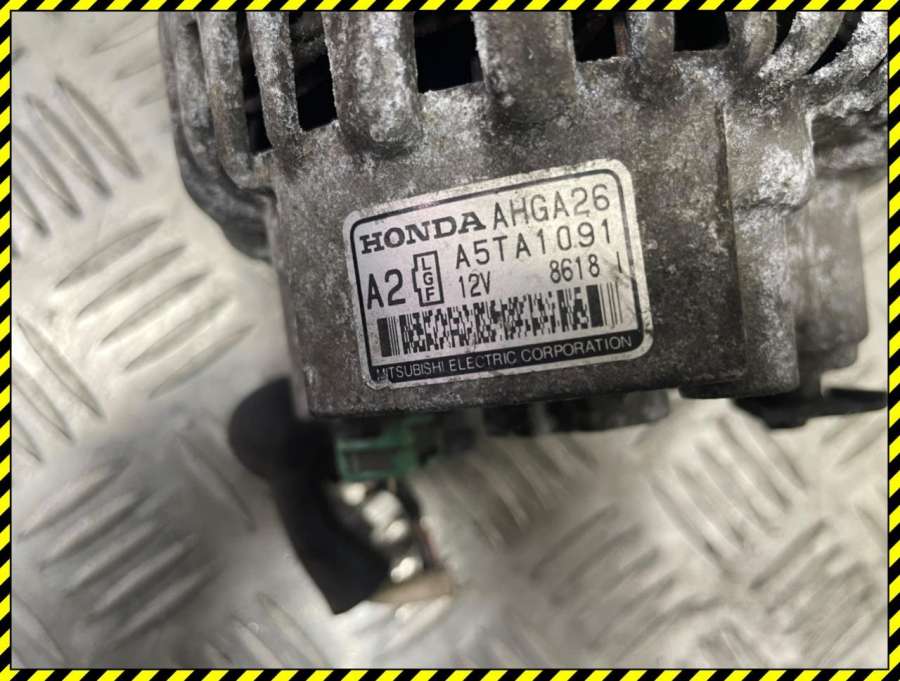 HONDA AHGA26
A2 LGF A5TA1091
12V 8618 I
MITSUBISHI ELECTRIC CORPORATION